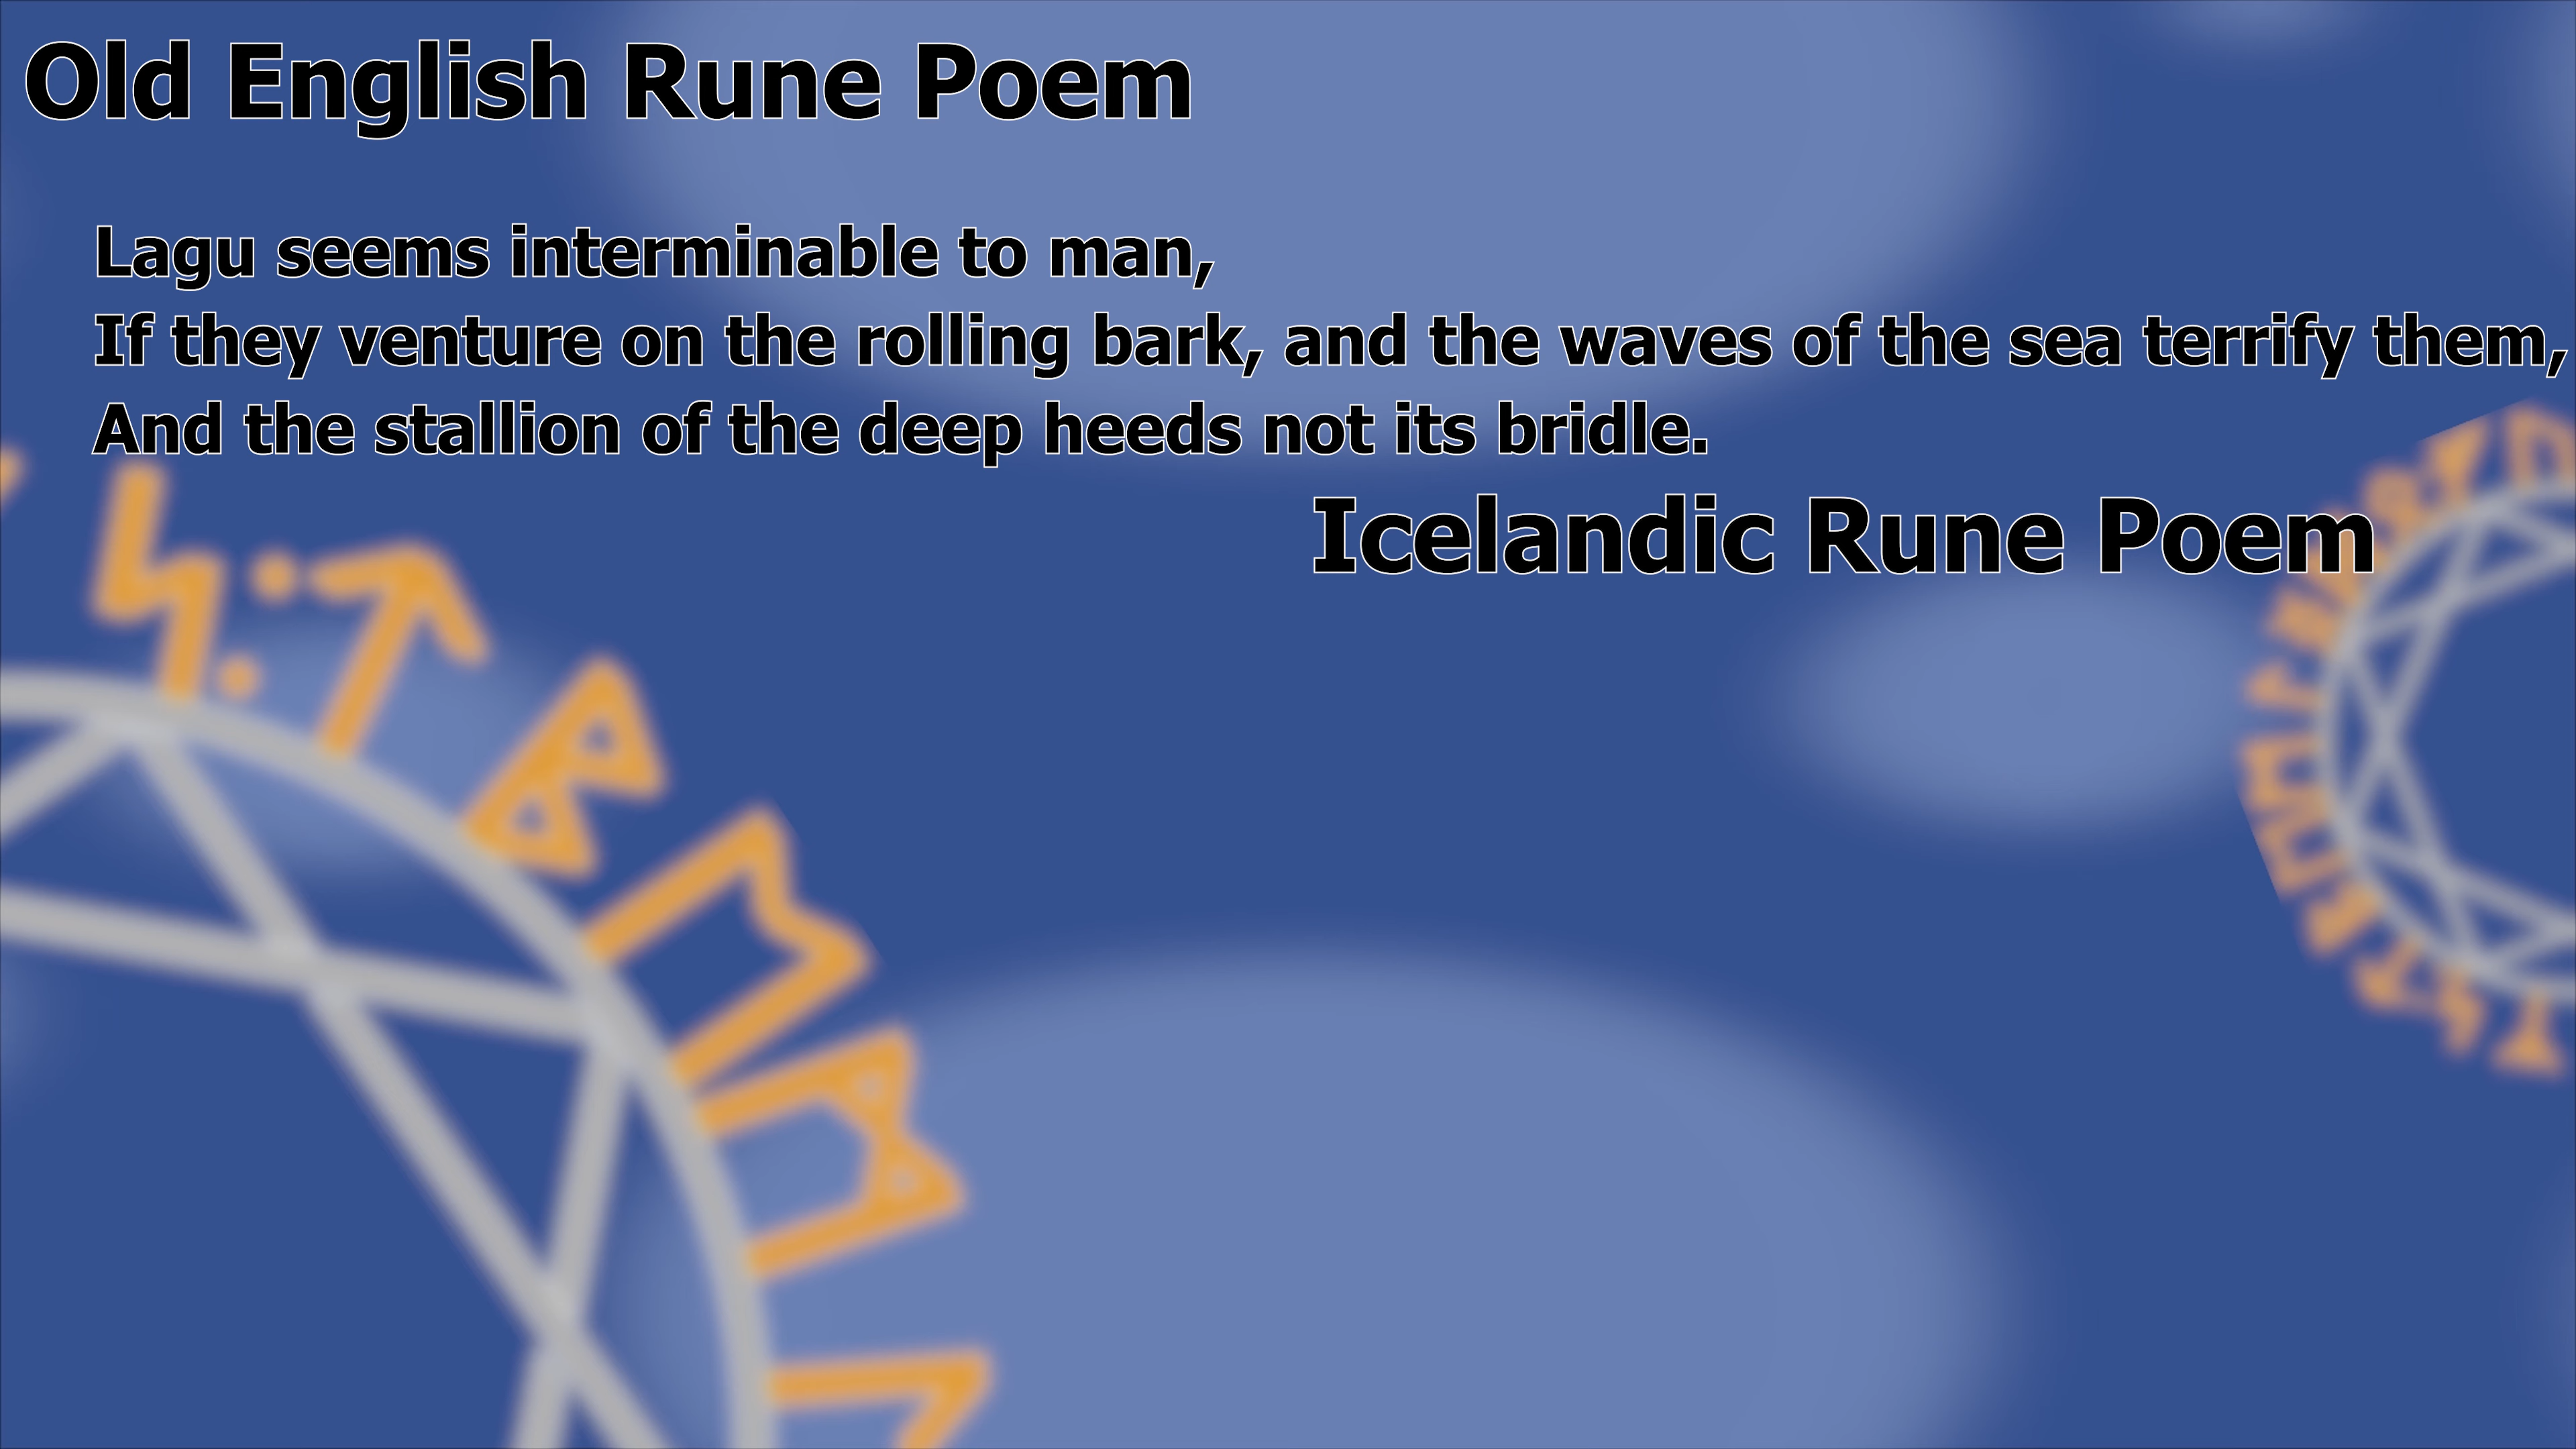 Old English Rune Poem
Lagu seems interminable to man,
If they venture on the rolling bark, and the waves of the sea terrify them,
And the stallion of the deep heeds not its bridle.
Icelandic Rune Poem